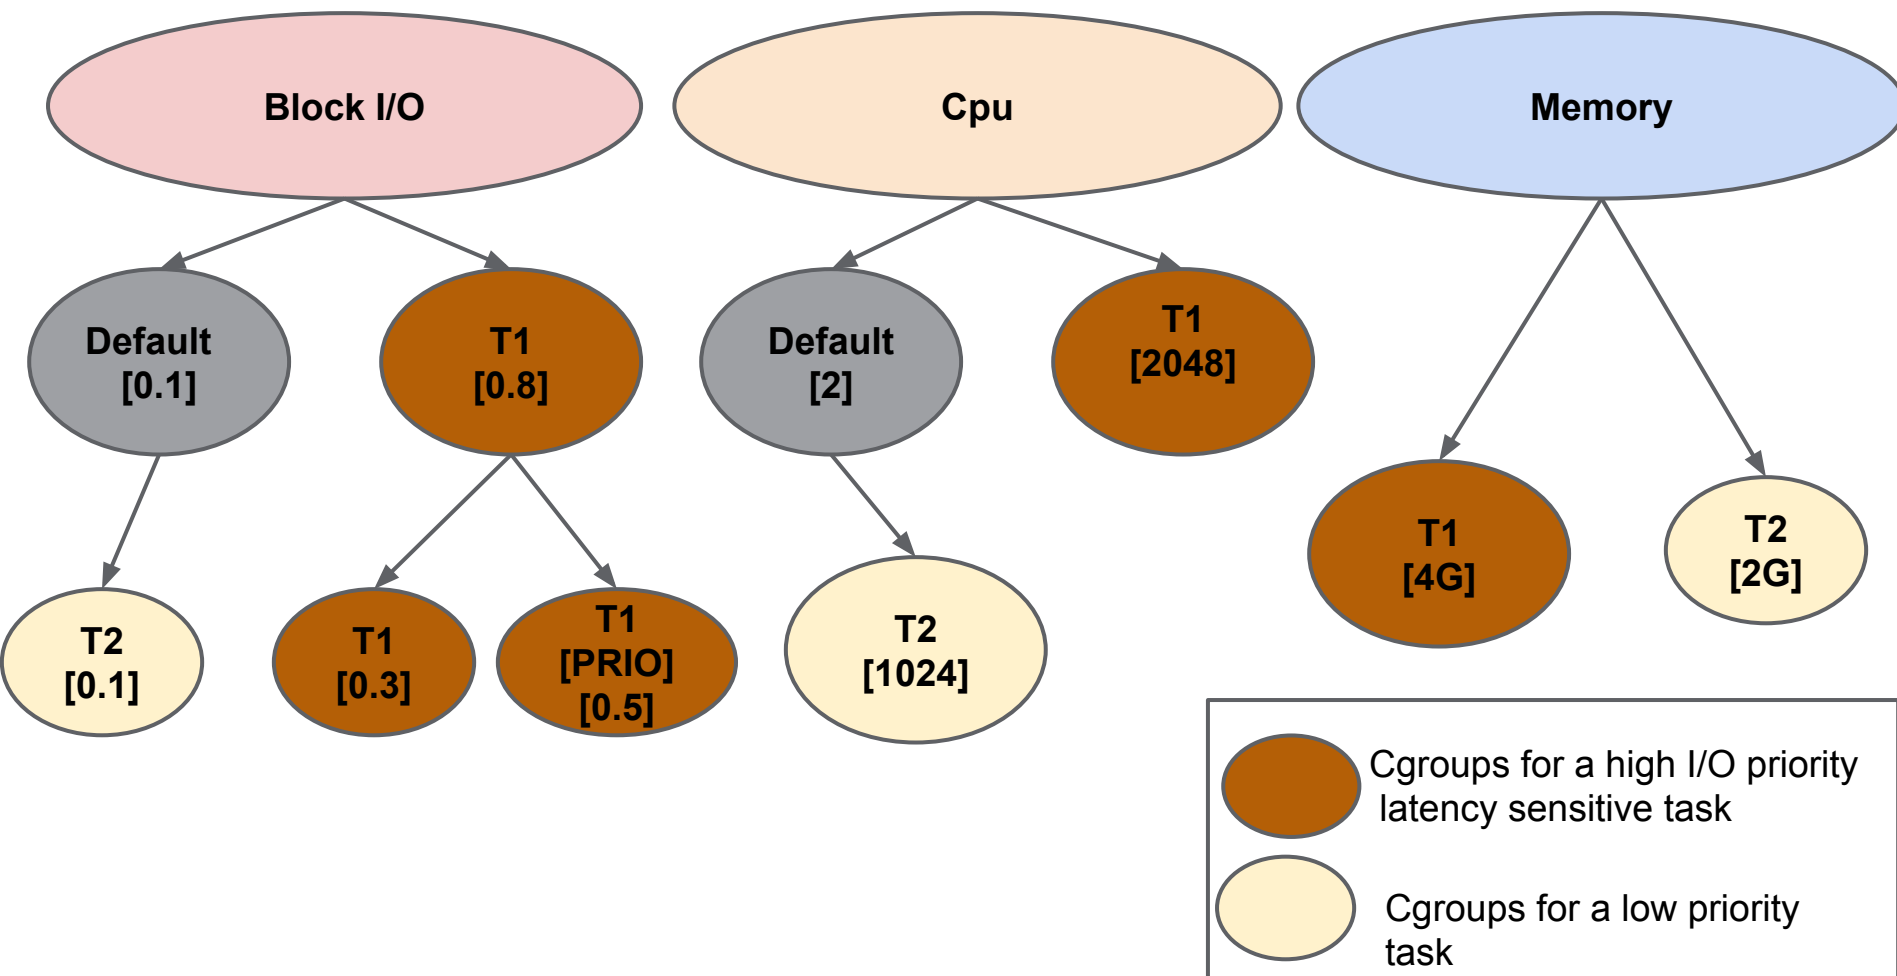 Block I/O
Cpu
Memory
Default
[0.1]
T1
[0.8]
Default
[2]
T1
[2048]
T1
[4G]
T2
[2G]
T2
[0.1]
T1
[0.3]
T1
[PRIO]
[0.5]
T2
[1024]
Cgroups for a high I/O priority
latency sensitive task
Cgroups for a low priority
task